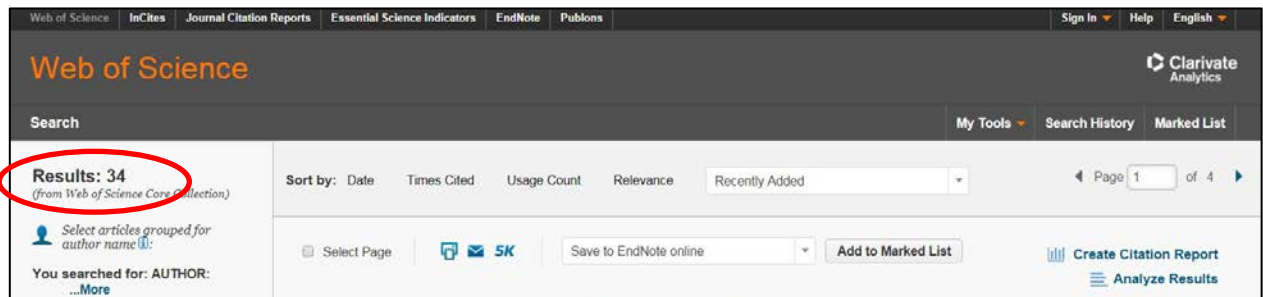 Web of Science InCites Journal Citation Reports Essential Science Indicators EndNote Publons Sign In Help English
Web of Science
Clarivate
Analytics
Search My Tools Search History Marked List
Results: 34
(from Web of Science Core Collection)
Sort by: Date Times Cited Usage Count Relevance Recently Added Page 1 of 4
Select articles grouped for
author name i:
Select Page 5K Save to EndNote online Add to Marked List
Create Citation Report
You searched for: AUTHOR:
Analyze Results
...More